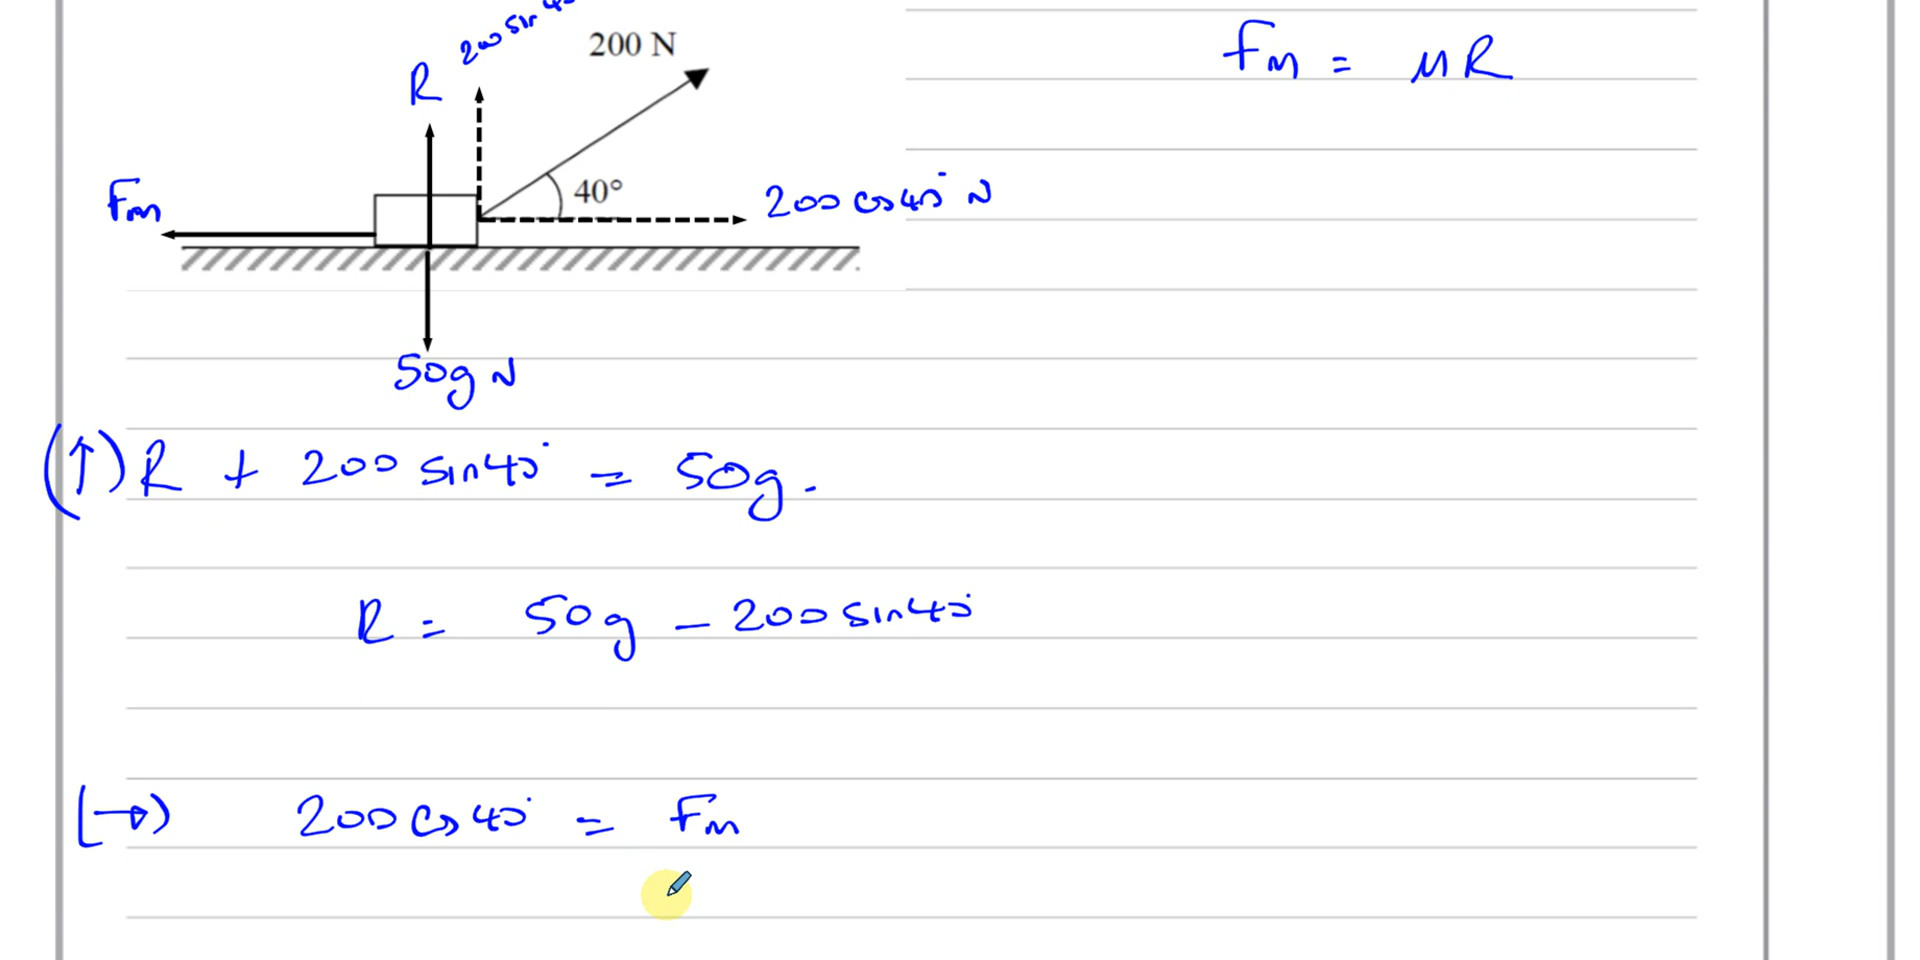 200 sin 4
200 N
Fm = μR
R
40°
200 cos 40° N
Fm
50g N
(↑) R + 200 sin 40° = 50g.
R = 50g - 200 sin 40°
(→) 200 cos 40° = Fm